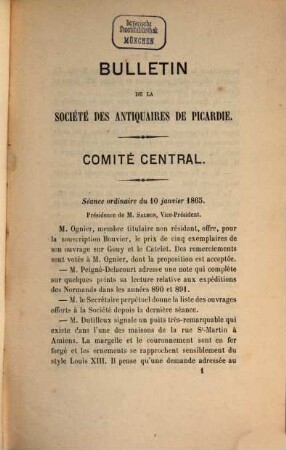 Bayerische
Staatsbibliothek
MÜNCHEN
BULLETIN
DE LA
SOCIÉTÉ DES ANTIQUAIRES DE PICARDIE.
COMITÉ CENTRAL.
Séance ordinaire du 10 janvier 1865.
Présidence de M. SALMON, Vice-Président.
M. Ognier, membre titulaire non résidant, offre, pour
la souscription Bouvier, le prix de cinq exemplaires de
son ouvrage sur Gouy et le Catelet. Des remerciements
sont votés à M. Ognier, dont la proposition est acceptée.
— M. Peigné-Delacourt adresse une note qui complète sur
quelques points sa lecture relative aux expéditions des
Normands dans les années 890 et 891.
— M. le Secrétaire perpétuel donne la liste des ouvrages
offerts à la Société depuis la dernière séance.
— M. Dutilleux signale un puits très-remarquable qui
existe dans l'une des maisons de la rue St-Martin à
Amiens. La margelle et le couronnement sont en fer
forgé et les ornements se rapprochent sensiblement du
style Louis XIII. Il pense qu'une demande adressée au
1